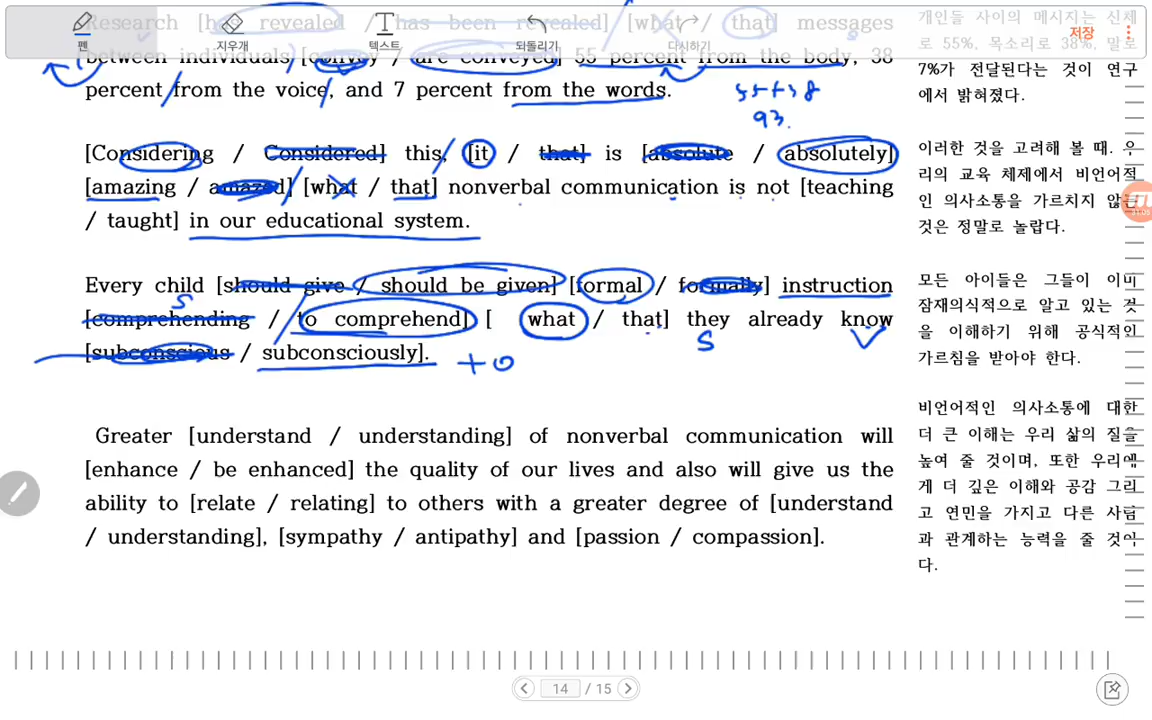 Research [has revealed / has been revealed] [what / that] messages
between individuals [convey / are conveyed] 55 percent from the body, 38
percent from the voice, and 7 percent from the words.
55+38
93.
[Considering / Considered] this, [it / that] is [absolute / absolutely]
[amazing / amazed] [what / that] nonverbal communication is not [teaching
/ taught] in our educational system.
Every child [should give / should be given] [formal / formally] instruction
S
[comprehending / to comprehend] [ what / that] they already know
S V
[subconscious / subconsciously].
+O
Greater [understand / understanding] of nonverbal communication will
[enhance / be enhanced] the quality of our lives and also will give us the
ability to [relate / relating] to others with a greater degree of [understand
/ understanding], [sympathy / antipathy] and [passion / compassion].
개인들 사이의 메시지는 신체
로 55%, 목소리로 38%, 말로
7%가 전달된다는 것이 연구
에서 밝혀졌다.
이러한 것을 고려해 볼 때, 우
리의 교육 체제에서 비언어적
인 의사소통을 가르치지 않는
것은 정말로 놀랍다.
모든 아이들은 그들이 이미
잠재의식적으로 알고 있는 것
을 이해하기 위해 공식적인
가르침을 받아야 한다.
비언어적인 의사소통에 대한
더 큰 이해는 우리 삶의 질을
높여 줄 것이며, 또한 우리에
게 더 깊은 이해와 공감 그리
고 연민을 가지고 다른 사람
과 관계하는 능력을 줄 것이
다.
펜 지우개 텍스트 되돌리기 다시하기 저장
14 / 15